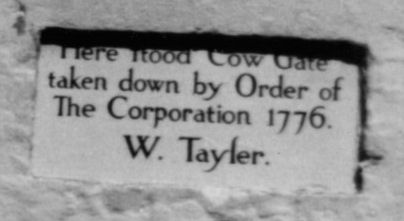 Here ſtood Cow Gate
taken down by Order of
The Corporation 1776.
W. Tayler.